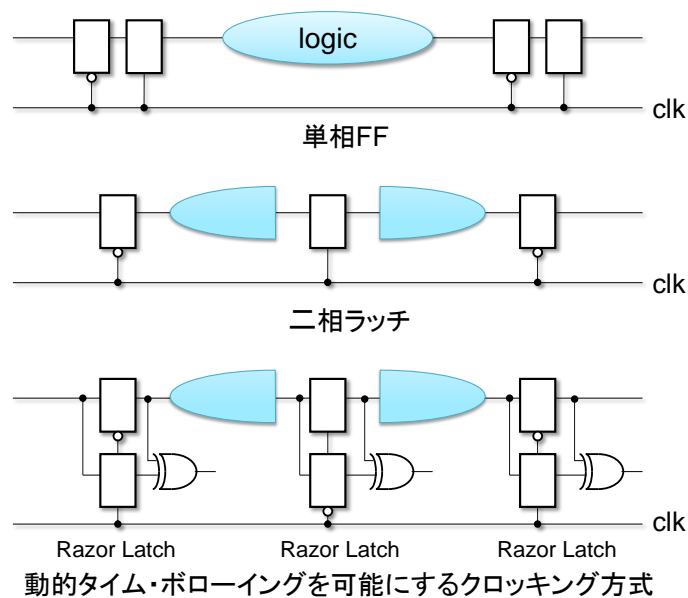 logic
clk
単相FF
clk
二相ラッチ
clk
Razor Latch Razor Latch Razor Latch
動的タイム・ボローイングを可能にするクロッキング方式